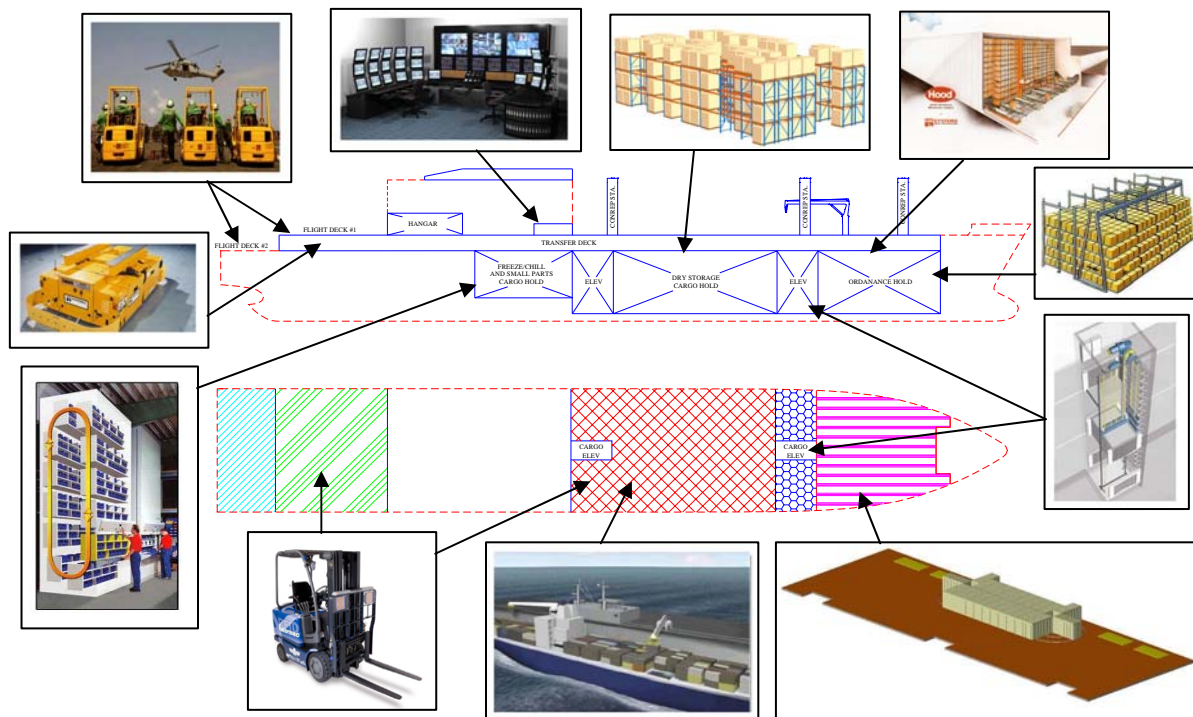 CONREP STA.
CONREP STA.
CONREP STA.
HANGAR
FLIGHT DECK #1
FLIGHT DECK #2
TRANSFER DECK
FREEZE/CHILL
AND SMALL PARTS
CARGO HOLD
ELEV
DRY STORAGE
CARGO HOLD
ELEV
ORDANANCE HOLD
CARGO
ELEV
CARGO
ELEV
Hood